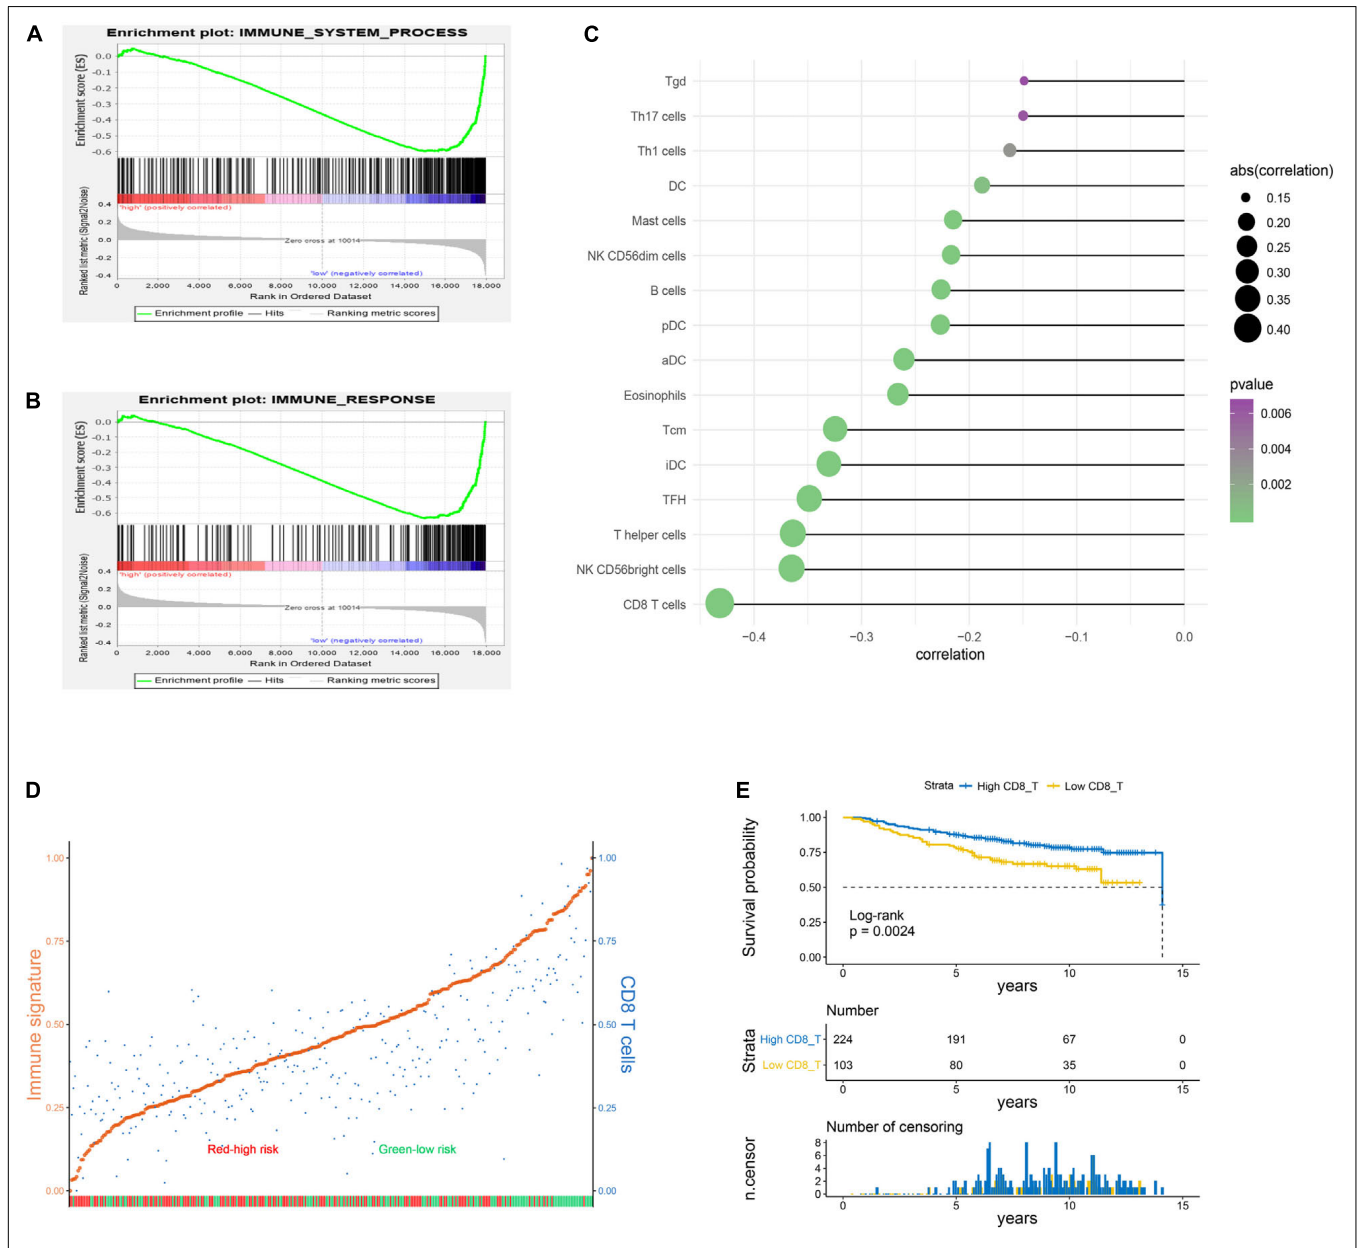 A
Enrichment plot: IMMUNE_SYSTEM_PROCESS
Enrichment score (ES)
0.0
-0.1
-0.2
-0.3
-0.4
-0.5
-0.6
Ranked list metric (Signal2Noise)
0.4
0.2
0.0
-0.2
-0.4
'high' (positively correlated)
Zero cross at 10014
'low' (negatively correlated)
0 2,000 4,000 6,000 8,000 10,000 12,000 14,000 16,000 18,000
Rank in Ordered Dataset
Enrichment profile Hits Ranking metric scores
B
Enrichment plot: IMMUNE_RESPONSE
Enrichment score (ES)
0.0
-0.1
-0.2
-0.3
-0.4
-0.5
-0.6
Ranked list metric (Signal2Noise)
0.4
0.2
0.0
-0.2
-0.4
'high' (positively correlated)
Zero cross at 10014
'low' (negatively correlated)
0 2,000 4,000 6,000 8,000 10,000 12,000 14,000 16,000 18,000
Rank in Ordered Dataset
Enrichment profile Hits Ranking metric scores
C
Tgd
Th17 cells
Th1 cells
DC
Mast cells
NK CD56dim cells
B cells
pDC
aDC
Eosinophils
Tcm
iDC
TFH
T helper cells
NK CD56bright cells
CD8 T cells
−0.4 −0.3 −0.2 −0.1 0.0
correlation
abs(correlation)
0.15
0.20
0.25
0.30
0.35
0.40
pvalue
0.006
0.004
0.002
D
Immune signature
1.00
0.75
0.50
0.25
0.00
Red-high risk
Green-low risk
1.00
0.75
0.50
0.25
0.00
CD8 T cells
E
Strata High CD8_T Low CD8_T
Survival probability
1.00
0.75
0.50
0.25
0.00
Log-rank
p = 0.0024
0 5 10 15
years
Number
Strata
High CD8_T 224 191 67 0
Low CD8_T 103 80 35 0
0 5 10 15
years
Number of censoring
n.censor
8
6
4
2
0
0 5 10 15
years